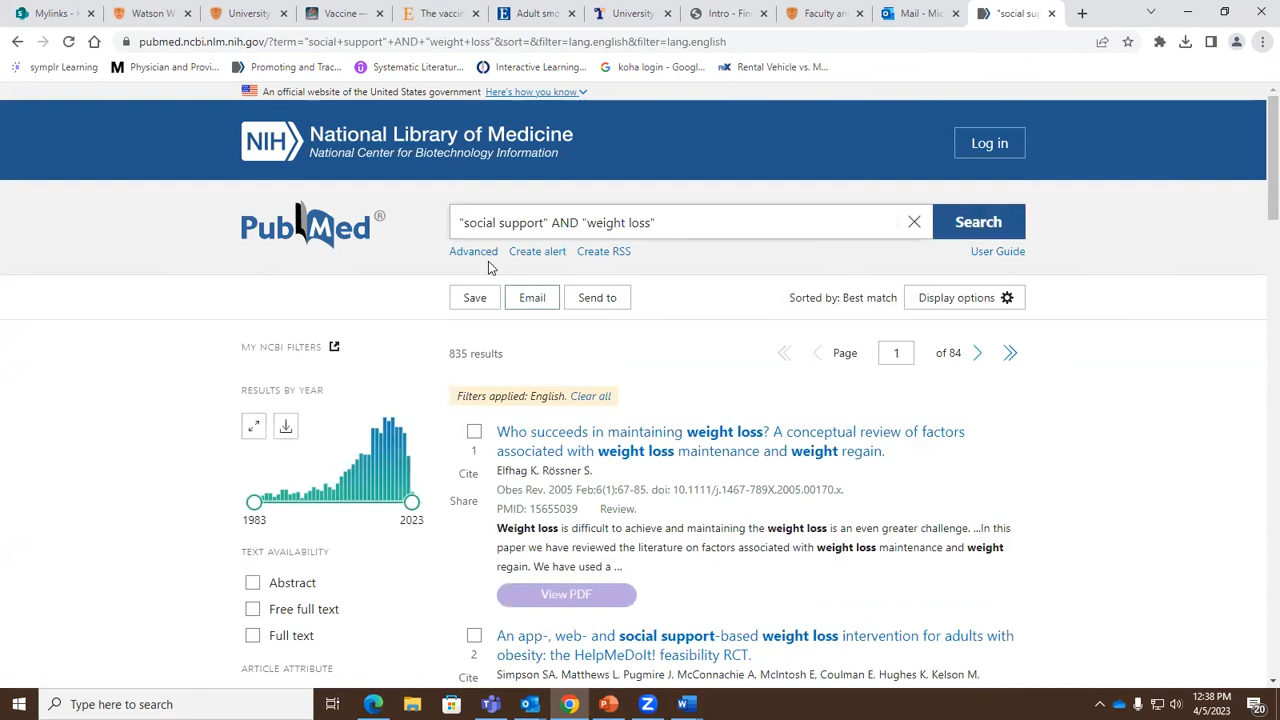 Mylinks - H
Watson W
University
Vaccine –
The vaccin
Adult smo
University
Intro - Fin
Faculty an
Mail - Mic
"social sup
pubmed.ncbi.nlm.nih.gov/?term="social+support"+AND+"weight+loss"&sort=&filter=lang.english&filter=lang.english
symplr Learning
Physician and Provi...
Promoting and Trac...
Systematic Literatur...
Interactive Learning...
koha login - Googl...
Rental Vehicle vs. M...
An official website of the United States government Here's how you know
NIH National Library of Medicine
National Center for Biotechnology Information
Log in
PubMed®
"social support" AND "weight loss"
Search
Advanced Create alert Create RSS
User Guide
Save Email Send to
Sorted by: Best match Display options
MY NCBI FILTERS
835 results
Page 1 of 84
RESULTS BY YEAR
1983 2023
TEXT AVAILABILITY
Abstract
Free full text
Full text
ARTICLE ATTRIBUTE
Filters applied: English. Clear all
1
Cite
Share
Who succeeds in maintaining weight loss? A conceptual review of factors
associated with weight loss maintenance and weight regain.
Elfhag K, Rössner S.
Obes Rev. 2005 Feb;6(1):67-85. doi: 10.1111/j.1467-789X.2005.00170.x.
PMID: 15655039 Review.
Weight loss is difficult to achieve and maintaining the weight loss is an even greater challenge. ...In this
paper we have reviewed the literature on factors associated with weight loss maintenance and weight
regain. We have used a ...
View PDF
2
Cite
An app-, web- and social support-based weight loss intervention for adults with
obesity: the HelpMeDoIt! feasibility RCT.
Simpson SA, Matthews L, Pugmire J, McConnachie A, McIntosh E, Coulman E, Hughes K, Kelson M,
Type here to search
12:38 PM
4/5/2023
20